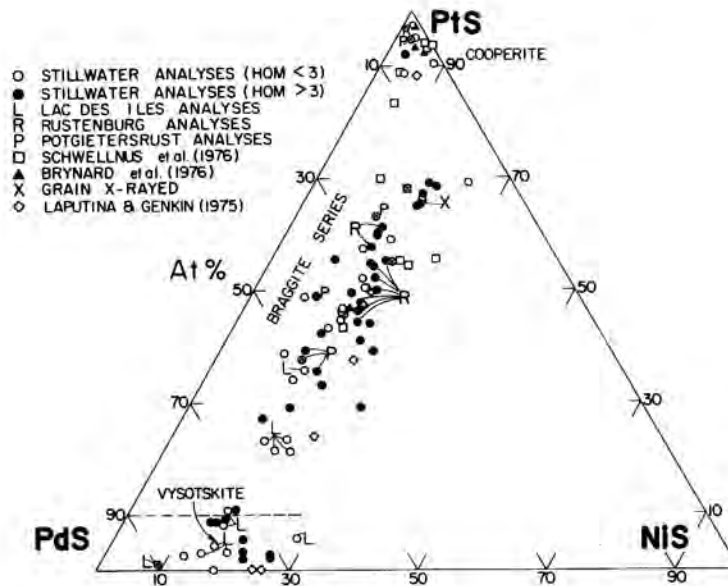 PtS
COOPERITE
10
90
○ STILLWATER ANALYSES (HOM <3)
● STILLWATER ANALYSES (HOM >3)
L LAC DES ILES ANALYSES
R RUSTENBURG ANALYSES
P POTGIETERSRUST ANALYSES
□ SCHWELLNUS et al. (1976)
▲ BRYNARD et al. (1976)
X GRAIN X-RAYED
◇ LAPUTINA & GENKIN (1975)
30
70
X
P
R
BRAGGITE SERIES
At %
50
50
R
P
P
L
70
30
L
VYSOTSKITE
90
10
PdS
NiS
L
L
L
L
10
30
50
70
90